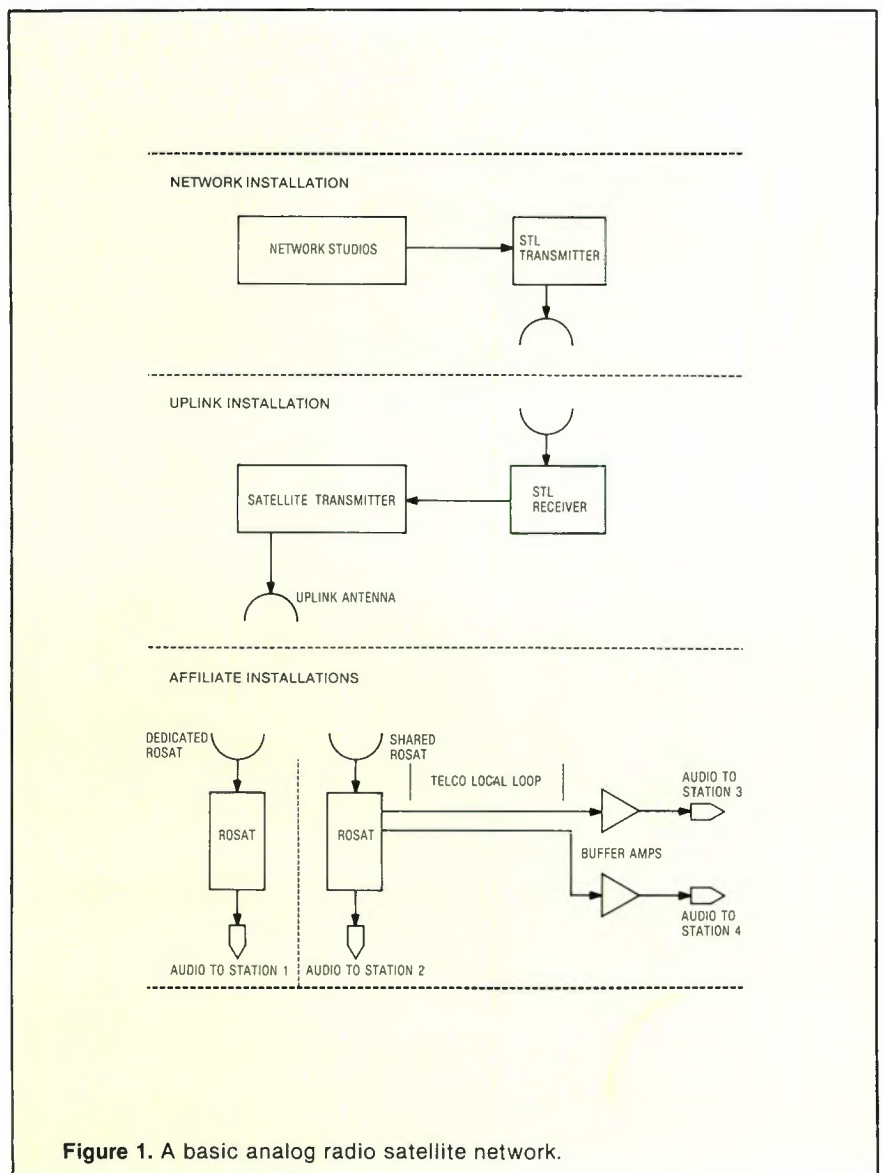 NETWORK INSTALLATION
NETWORK STUDIOS
STL
TRANSMITTER
UPLINK INSTALLATION
SATELLITE TRANSMITTER
STL
RECEIVER
UPLINK ANTENNA
AFFILIATE INSTALLATIONS
DEDICATED
ROSAT
SHARED
ROSAT
TELCO LOCAL LOOP
AUDIO TO
STATION 3
ROSAT
ROSAT
BUFFER AMPS
AUDIO TO
STATION 4
AUDIO TO STATION 1
AUDIO TO STATION 2
Figure 1. A basic analog radio satellite network.